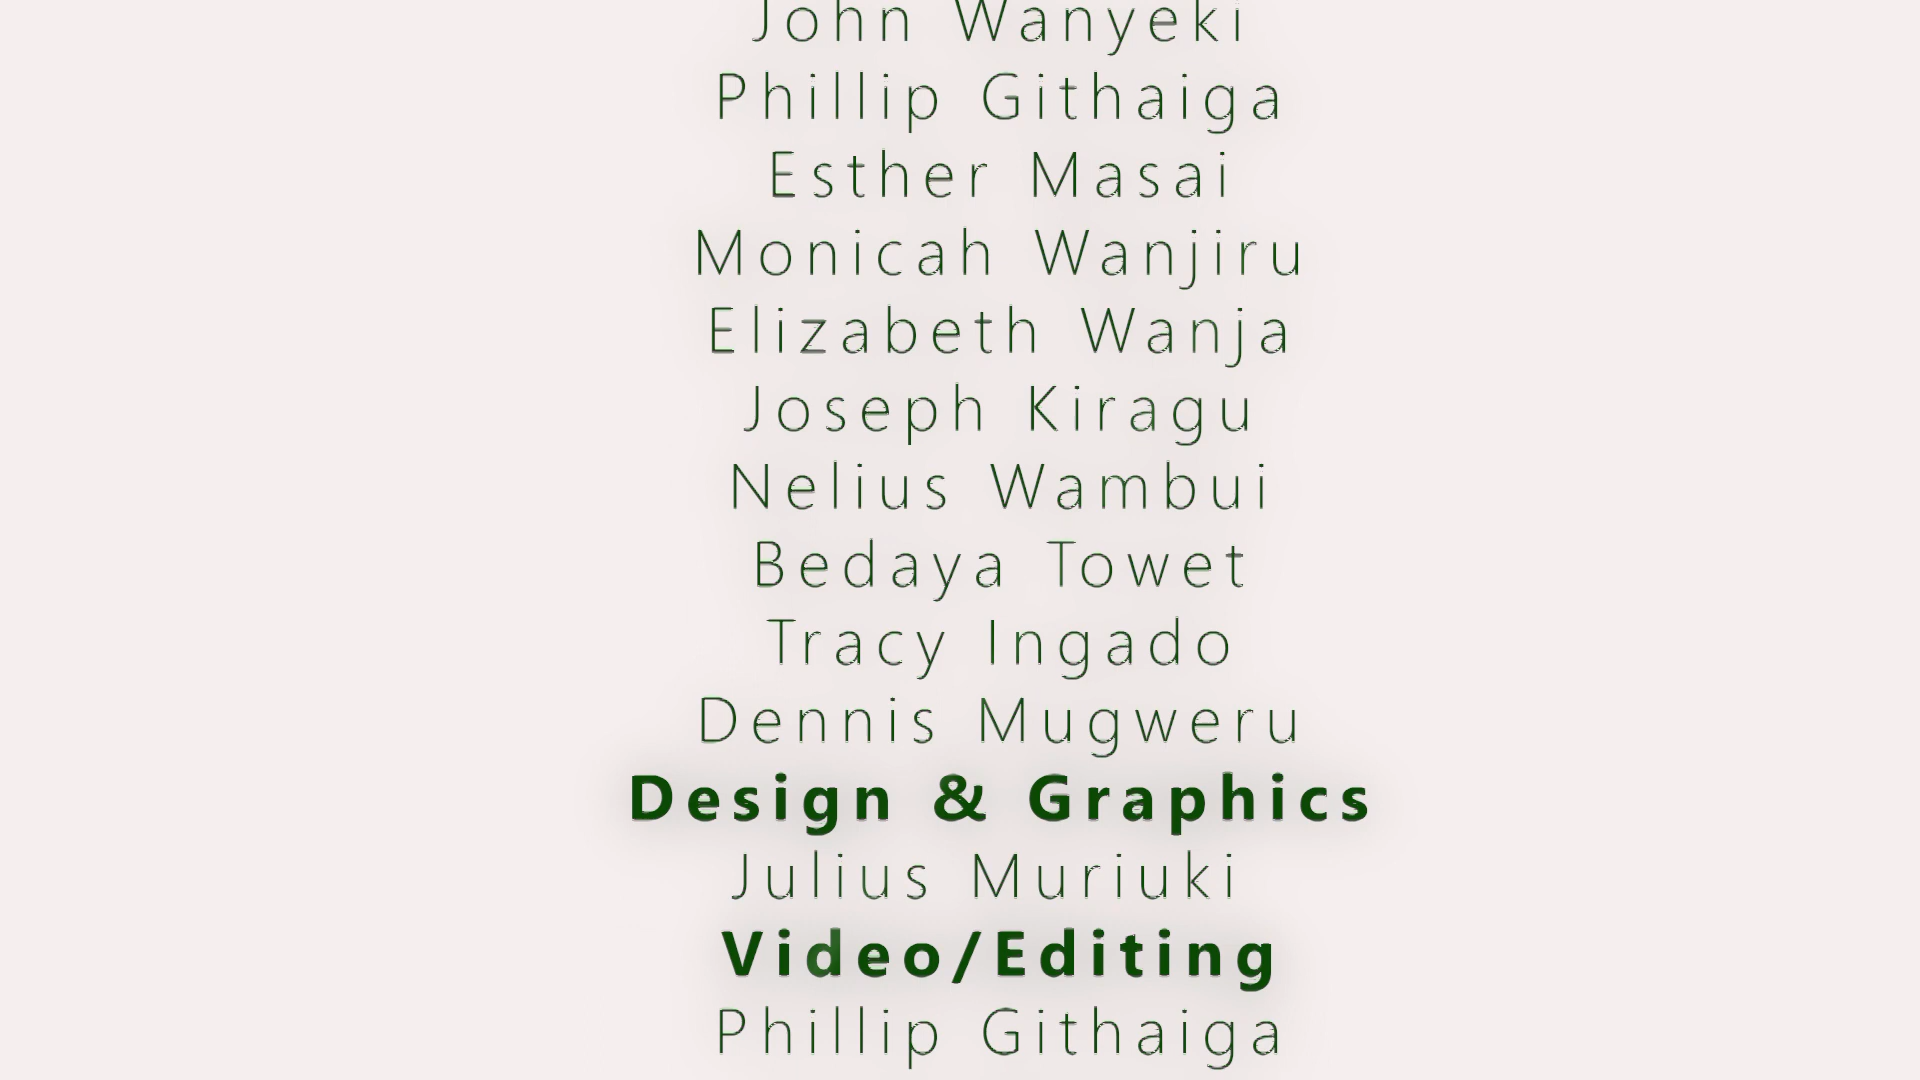 John Wanyeki
Phillip Githaiga
Esther Masai
Monicah Wanjiru
Elizabeth Wanja
Joseph Kiragu
Nelius Wambui
Bedaya Towet
Tracy Ingado
Dennis Mugweru
Design & Graphics
Julius Muriuki
Video/Editing
Phillip Githaiga